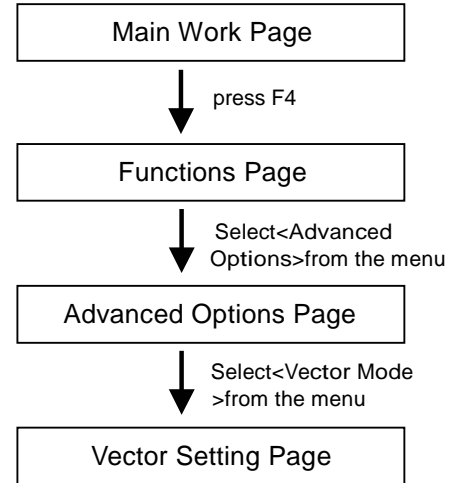 Main Work Page
press F4
Functions Page
Select<Advanced
Options>from the menu
Advanced Options Page
Select<Vector Mode
>from the menu
Vector Setting Page